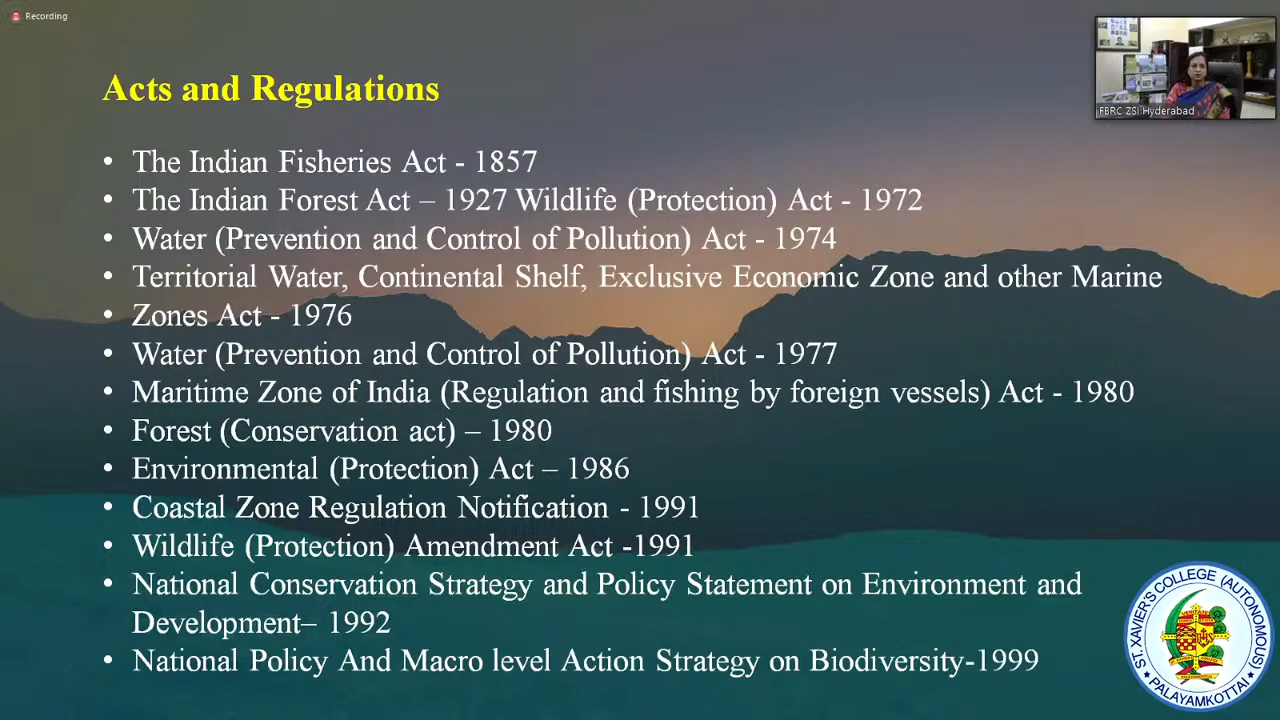 Recording
FBRC ZSI Hyderabad
Acts and Regulations
• The Indian Fisheries Act - 1857
• The Indian Forest Act – 1927 Wildlife (Protection) Act - 1972
• Water (Prevention and Control of Pollution) Act - 1974
• Territorial Water, Continental Shelf, Exclusive Economic Zone and other Marine
• Zones Act - 1976
• Water (Prevention and Control of Pollution) Act - 1977
• Maritime Zone of India (Regulation and fishing by foreign vessels) Act - 1980
• Forest (Conservation act) – 1980
• Environmental (Protection) Act – 1986
• Coastal Zone Regulation Notification - 1991
• Wildlife (Protection) Amendment Act -1991
• National Conservation Strategy and Policy Statement on Environment and
Development– 1992
• National Policy And Macro level Action Strategy on Biodiversity-1999
ST. XAVIER'S COLLEGE (AUTONOMOUS)
PALAYAMKOTTAI